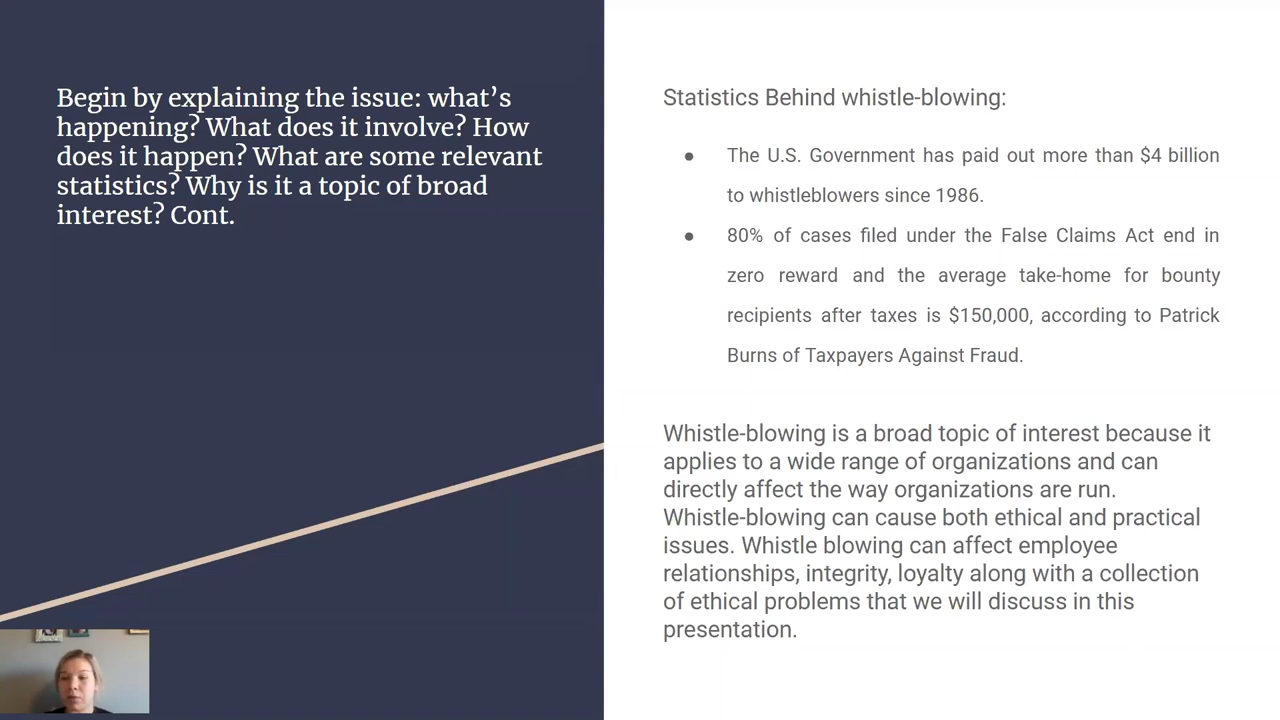 Begin by explaining the issue: what's
happening? What does it involve? How
does it happen? What are some relevant
statistics? Why is it a topic of broad
interest? Cont.
Statistics Behind whistle-blowing:
● The U.S. Government has paid out more than $4 billion
to whistleblowers since 1986.
● 80% of cases filed under the False Claims Act end in
zero reward and the average take-home for bounty
recipients after taxes is $150,000, according to Patrick
Burns of Taxpayers Against Fraud.
Whistle-blowing is a broad topic of interest because it
applies to a wide range of organizations and can
directly affect the way organizations are run.
Whistle-blowing can cause both ethical and practical
issues. Whistle blowing can affect employee
relationships, integrity, loyalty along with a collection
of ethical problems that we will discuss in this
presentation.